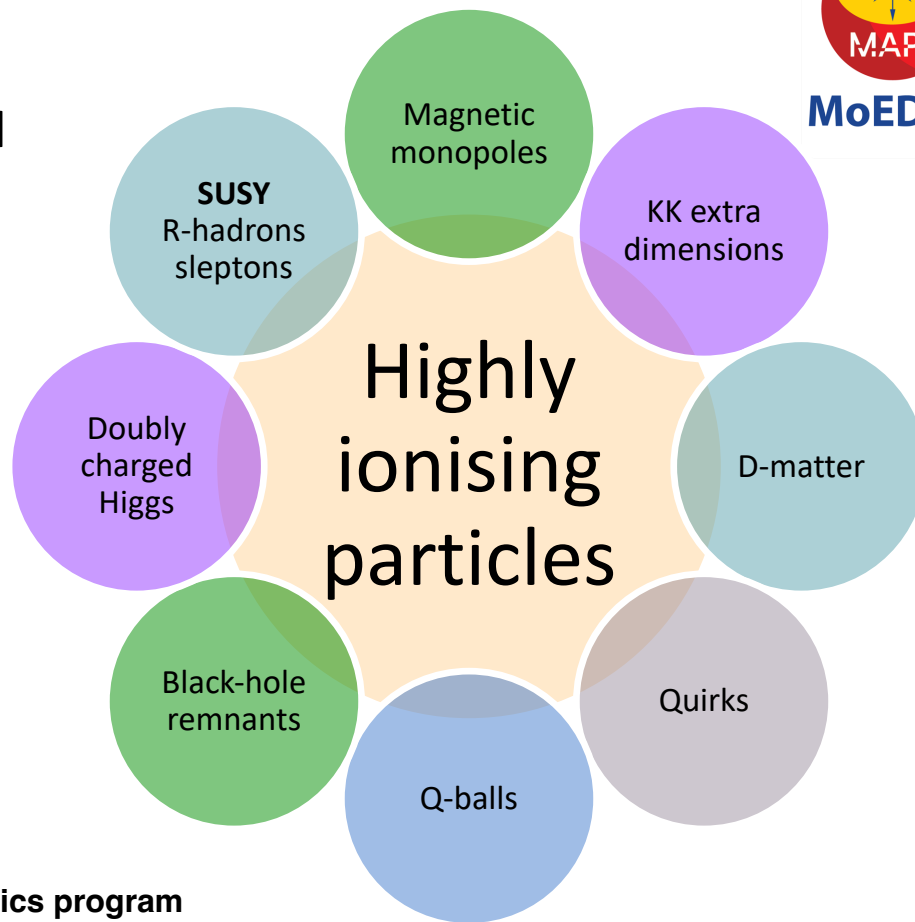 MAP
MoED
Magnetic
monopoles
SUSY
R-hadrons
sleptons
KK extra
dimensions
Highly
ionising
particles
Doubly
charged
Higgs
D-matter
Black-hole
remnants
Quirks
Q-balls
ics program